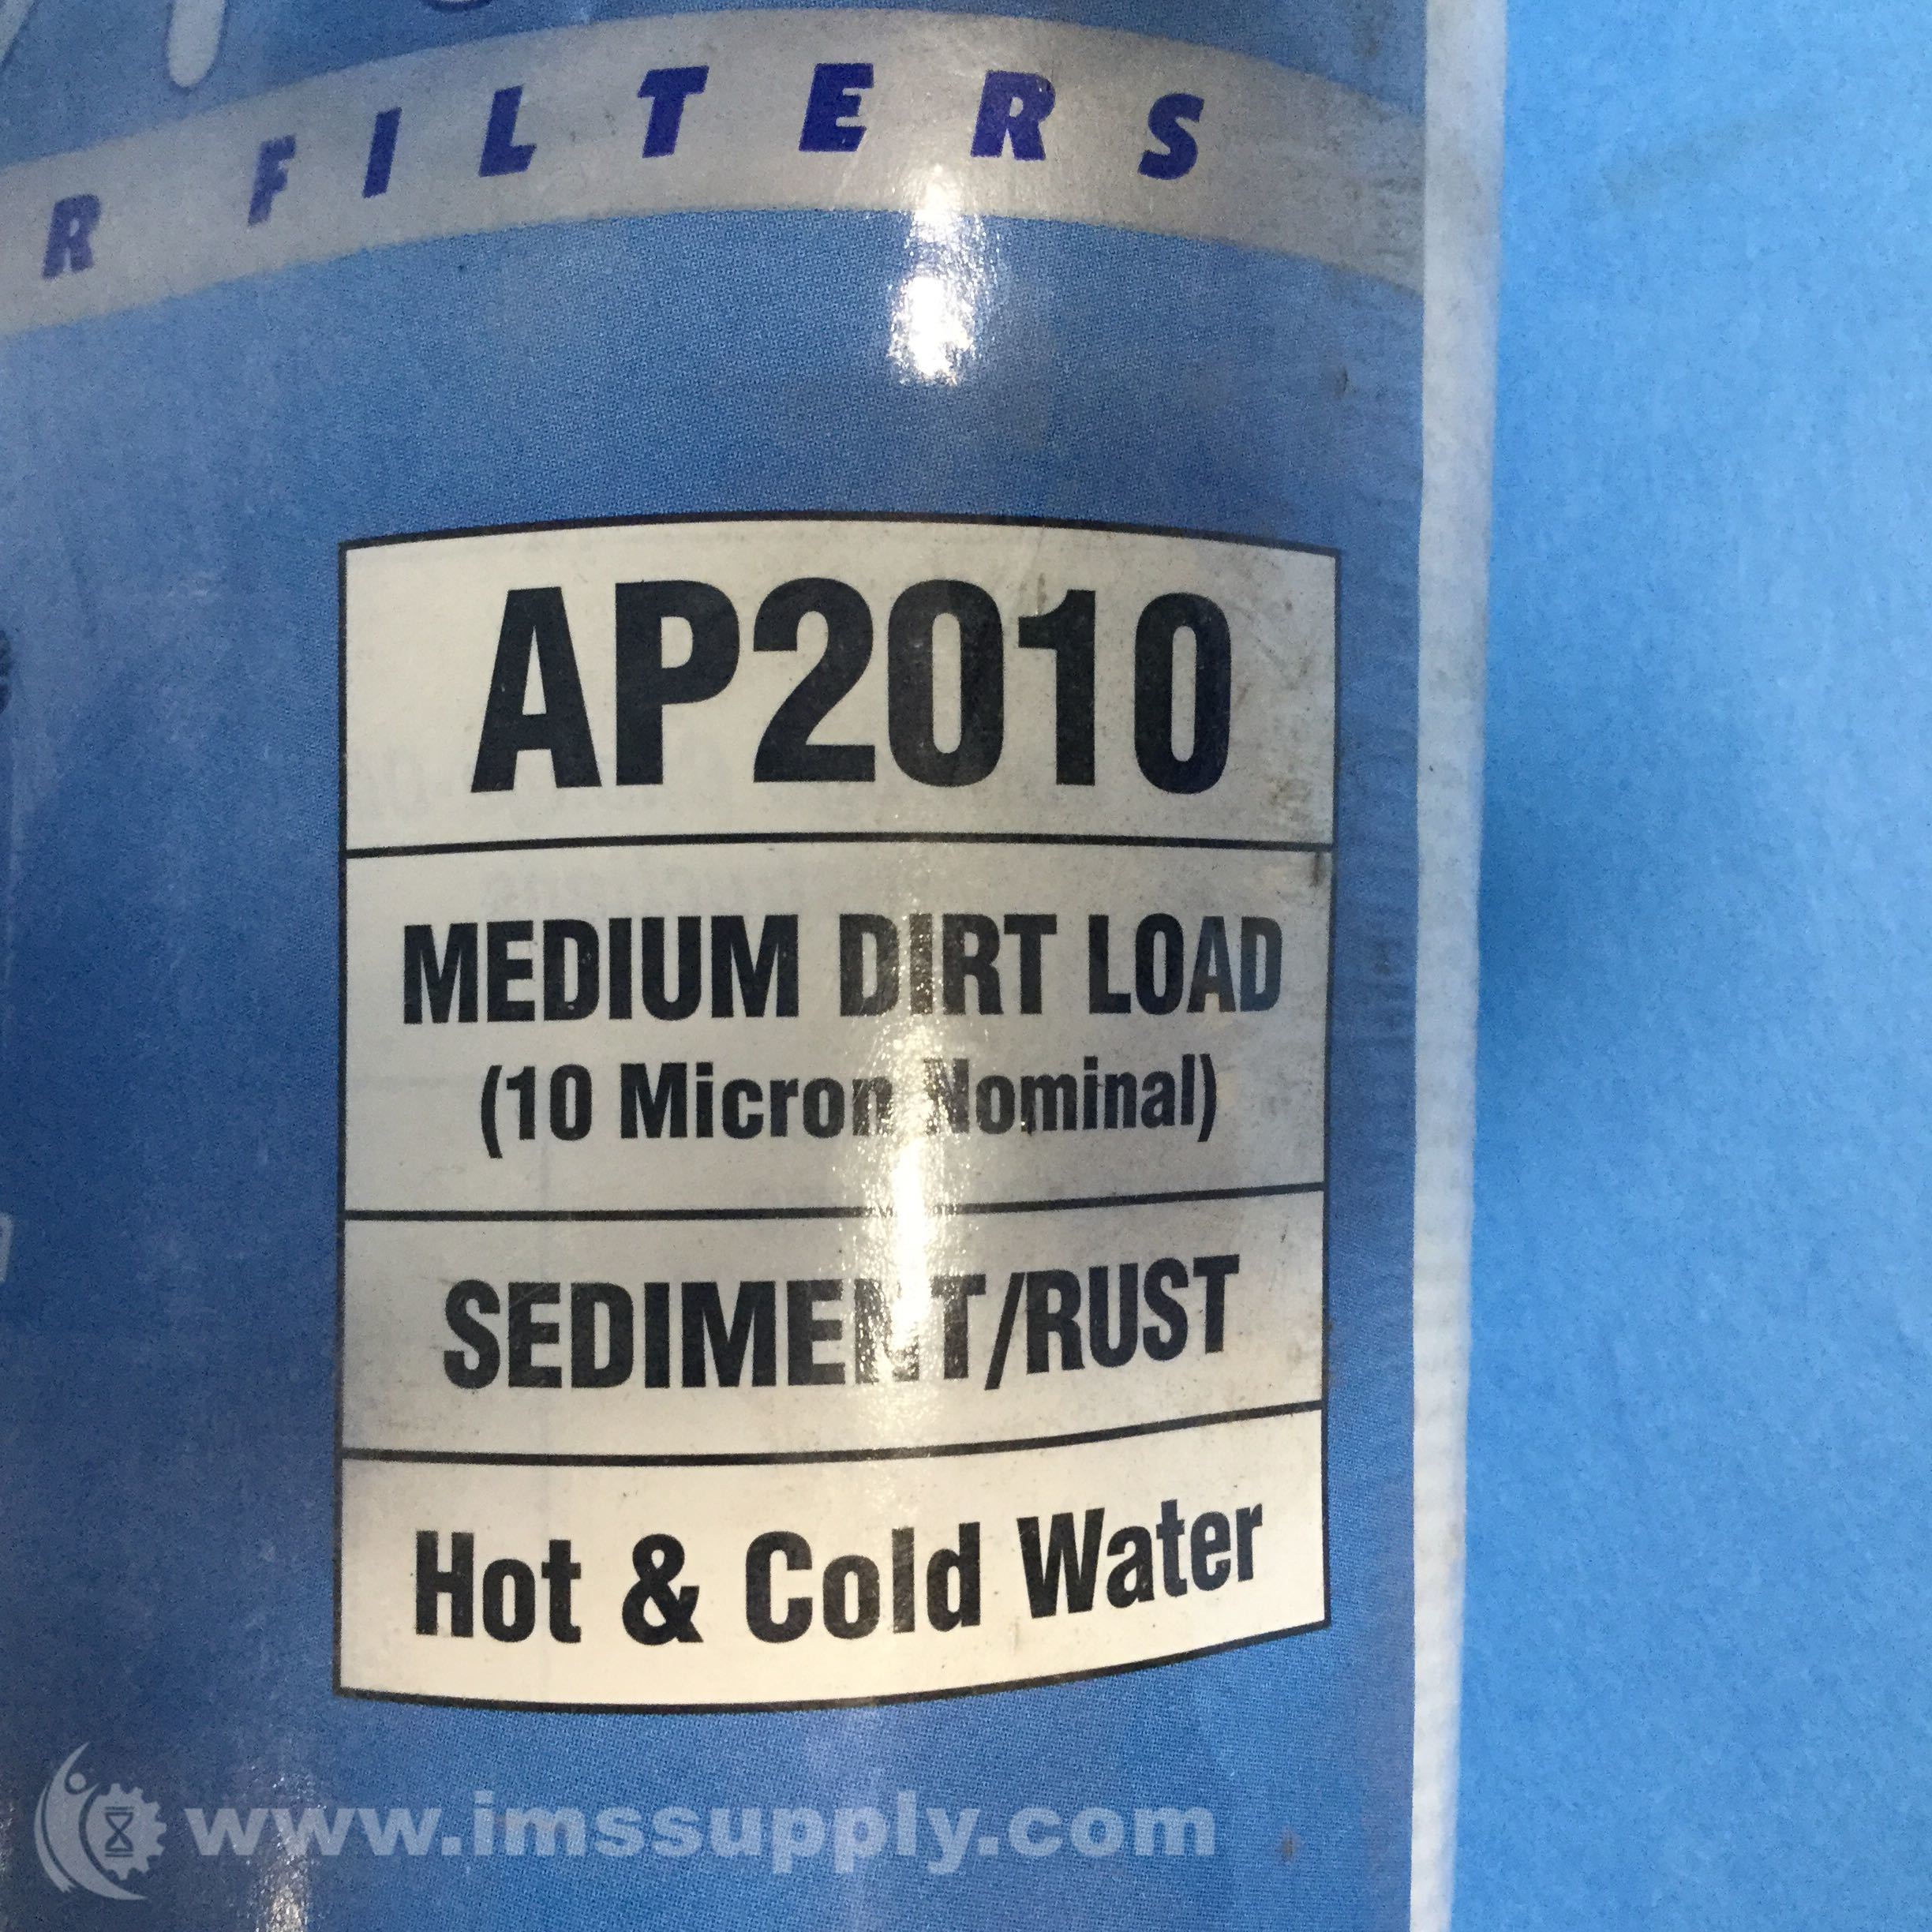 R FILTERS
AP2010
MEDIUM DIRT LOAD
(10 Micron Nominal)
SEDIMENT/RUST
Hot & Cold Water
www.imssupply.com